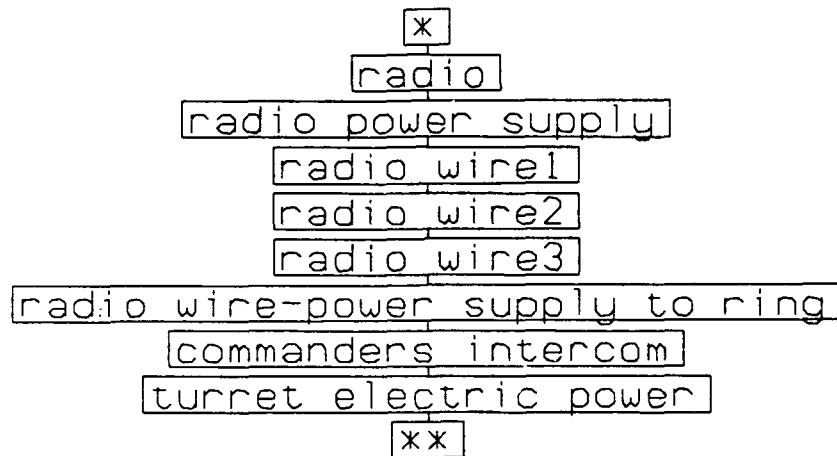 *
radio
radio power supply
radio wire1
radio wire2
radio wire3
radio wire-power supply to ring
commanders intercom
turret electric power
**